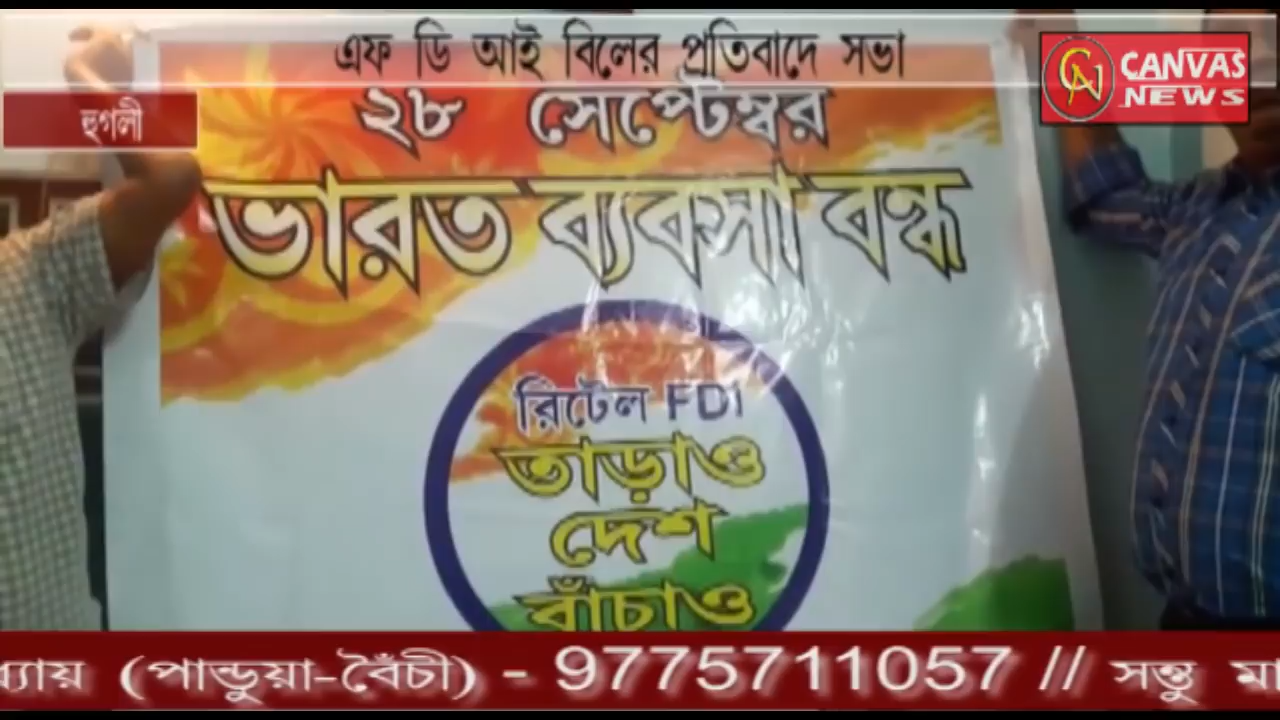 এফ ডি আই বিলের প্রতিবাদে সভা
CANVAS
NEWS
হুগলী
২৮ সেপ্টেম্বর
ভারত ব্যবসা বন্ধ
রিটেল FDI
তাড়াও
দেশ
বাঁচাও
(পান্ডুয়া-বৈঁচী) - 9775711057 // সন্তু